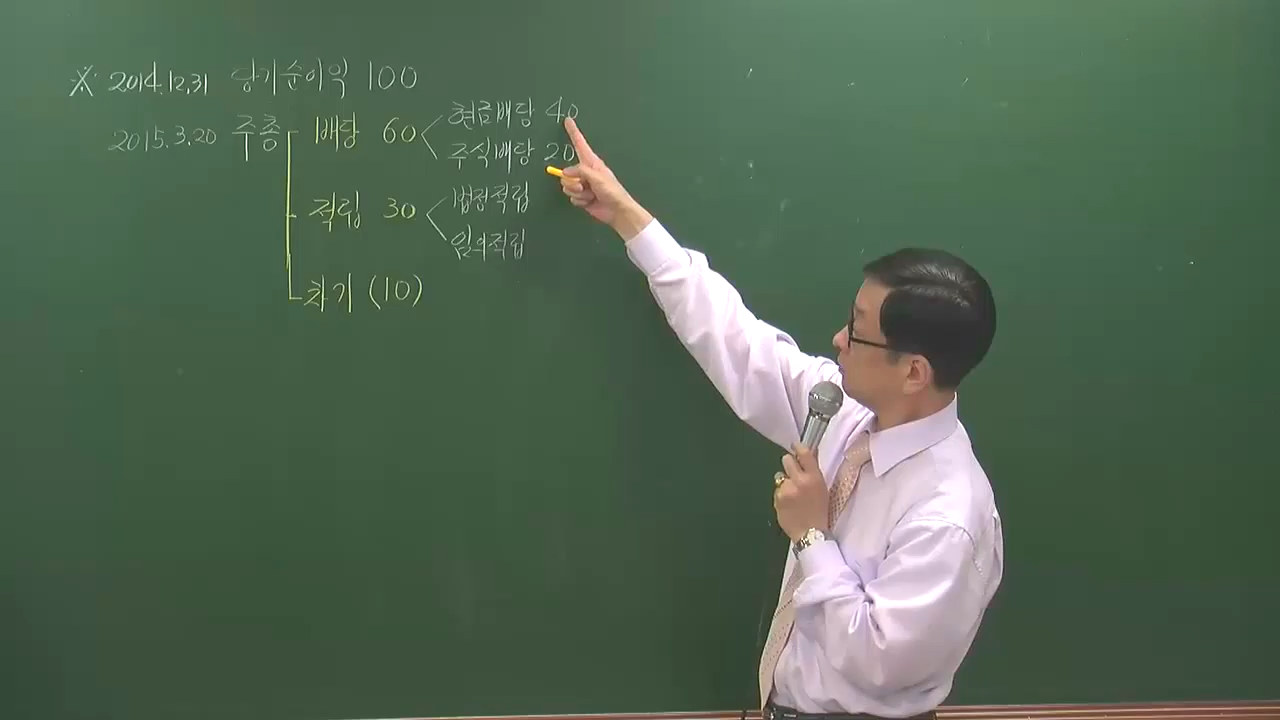 ※ 2014.12.31 당기순이익 100
2015.3.20 주총 배당 60 현금배당 40
주식배당 20
적립 30 법정적립
임의적립
차기 (10)